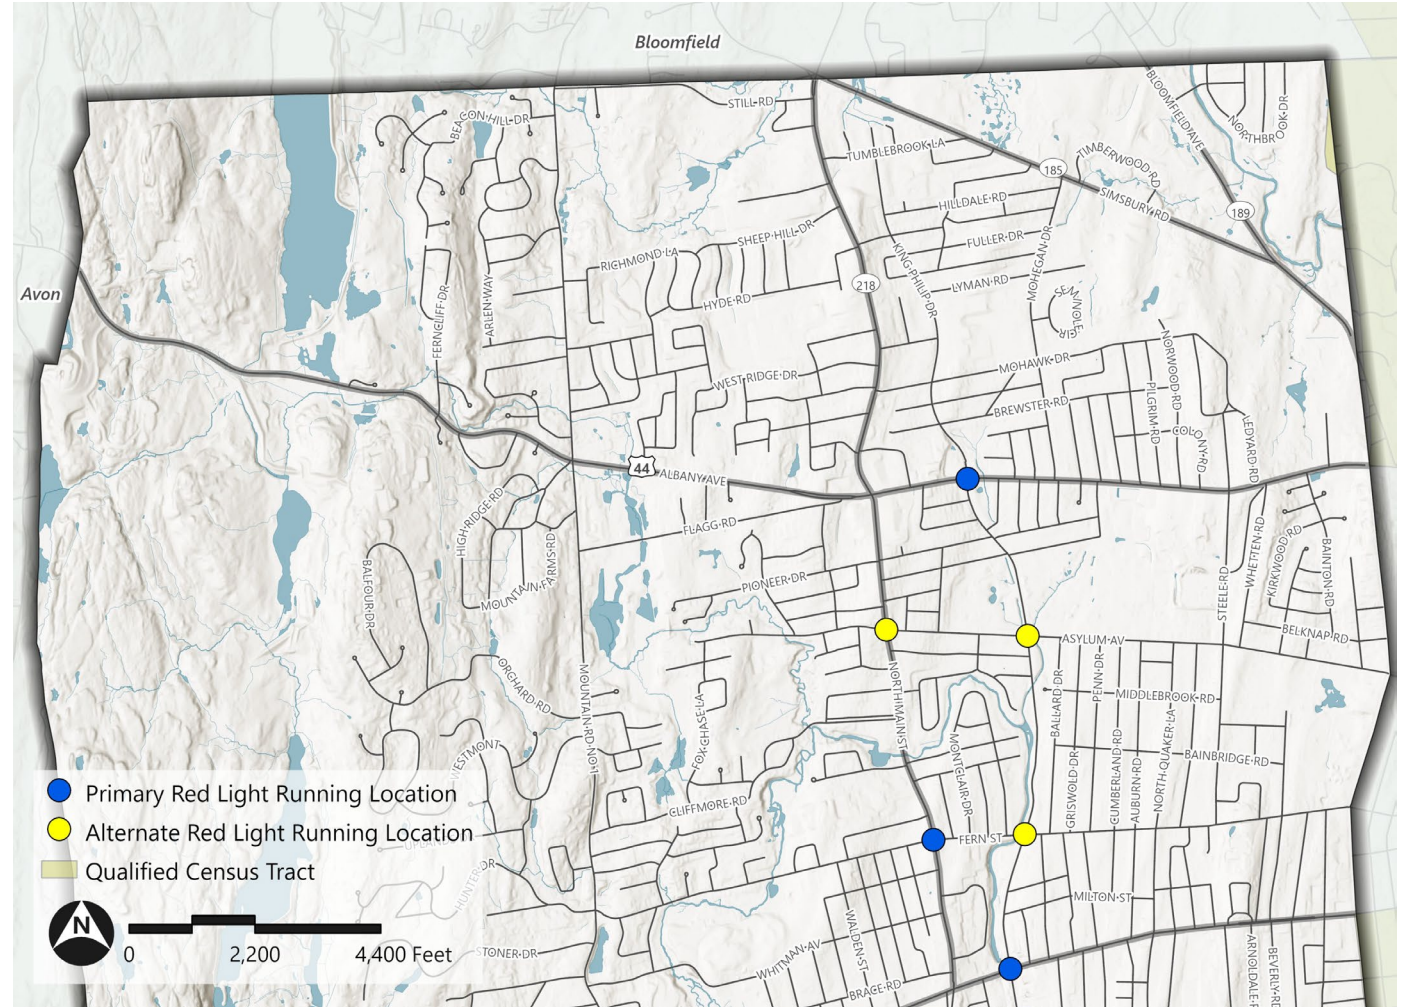 Bloomfield
STILL RD
BEACON HILL DR
BLOOMFIELD AVE
NORTHBROOK DR
TUMBLEBROOK LA
TIMBERWOOD RD
185
HILLDALE RD
SIMSBURY RD
189
SHEEP HILL DR
FULLER DR
RICHMOND LA
KING PHILIP DR
MOHEGAN DR
218
LYMAN RD
Avon
FERNCLIFF DR
ARLEN WAY
HYDE RD
SEMINOLE CIR
MOHAWK DR
NORWOOD RD
WEST RIDGE DR
PILGRIM RD
BREWSTER RD
COLONY RD
LEDYARD RD
44
ALBANY AVE
HIGH RIDGE RD
FLAGG RD
WHETTEN RD
KIRKWOOD RD
BAINTON RD
MOUNTAIN FARMS RD
BALFOUR DR
PIONEER DR
STEELE RD
ASYLUM AV
BELKNAP RD
ORCHARD RD
MOUNTAIN RD NO 1
FOX CHASE LA
NORTH MAIN ST
BALLARD DR
PENN DR
MIDDLEBROOK RD
WESTMONT
MONTCLAIR DR
GRISWOLD DR
CUMBERLAND RD
AUBURN RD
NORTH QUAKER LA
BAINBRIDGE RD
Primary Red Light Running Location
CLIFFMORE RD
Alternate Red Light Running Location
FERN ST
UPLAND
Qualified Census Tract
HUNTER DR
MILTON ST
N
0 2,200 4,400 Feet
STONER DR
WHITMAN AV
WALDEN ST
BRACE RD
ARNOLDALE
BEVERLY RD